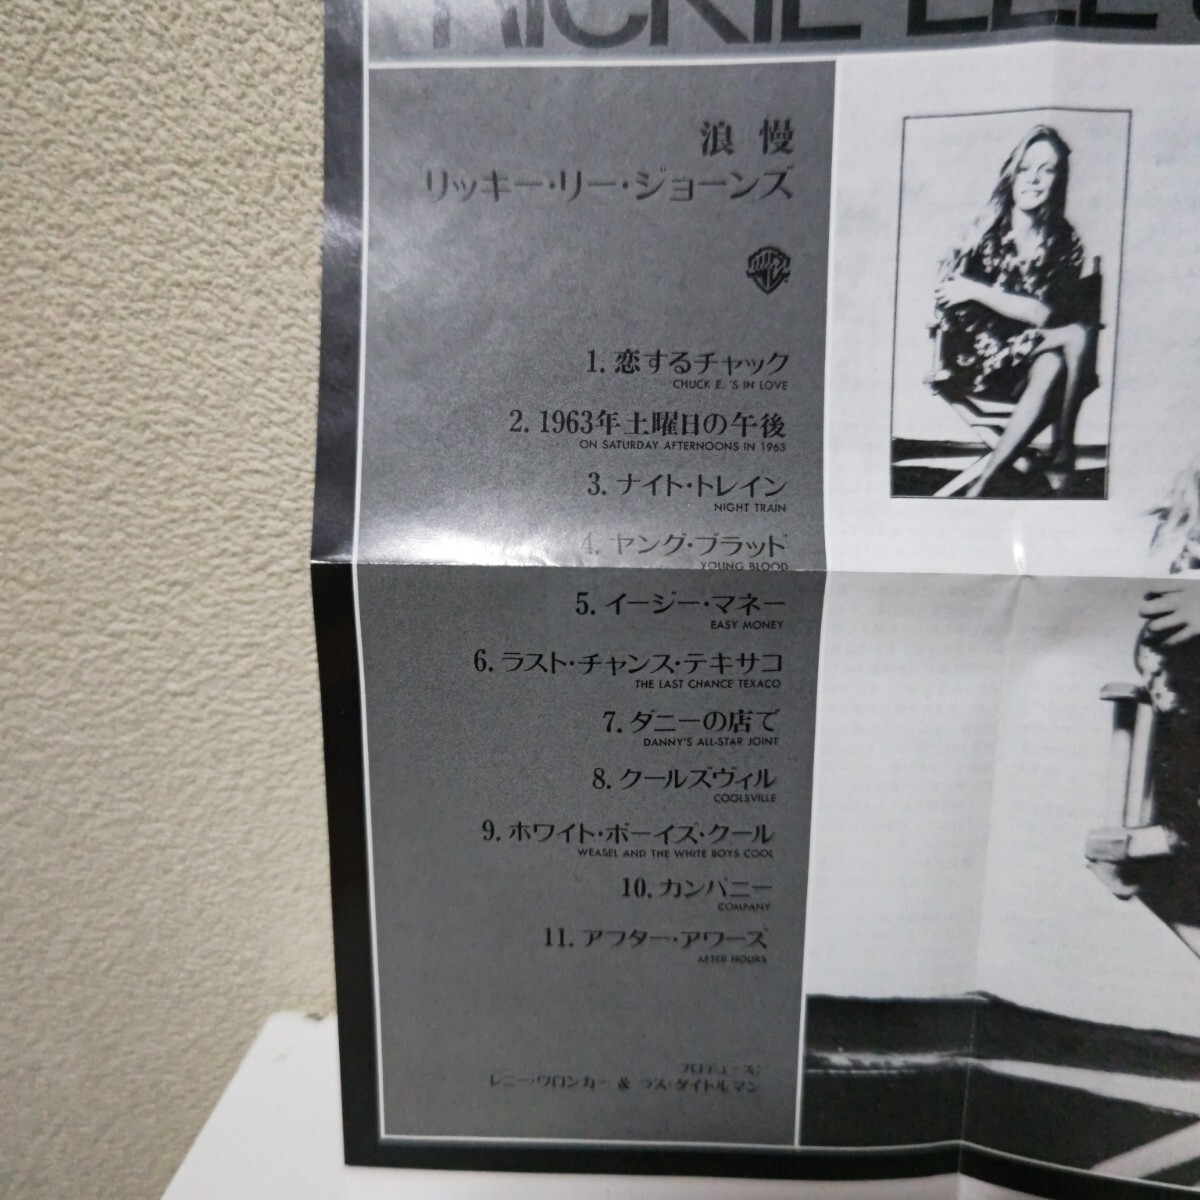 RICKIE LEE
浪慢
リッキー・リー・ジョーンズ
1. 恋するチャック
CHUCK E. 'S IN LOVE
2. 1963年土曜日の午後
ON SATURDAY AFTERNOONS IN 1963
3. ナイト・トレイン
NIGHT TRAIN
4. ヤング・ブラッド
YOUNG BLOOD
5. イージー・マネー
EASY MONEY
6. ラスト・チャンス・テキサコ
THE LAST CHANCE TEXACO
7. ダニーの店で
DANNY'S ALL-STAR JOINT
8. クールズヴィル
COOLSVILLE
9. ホワイト・ボーイズ・クール
WEASEL AND THE WHITE BOYS COOL
10. カンパニー
COMPANY
11. アフター・アワーズ
AFTER HOURS
プロデュース:
レニー・ワロンカー & ラス・タイトルマン